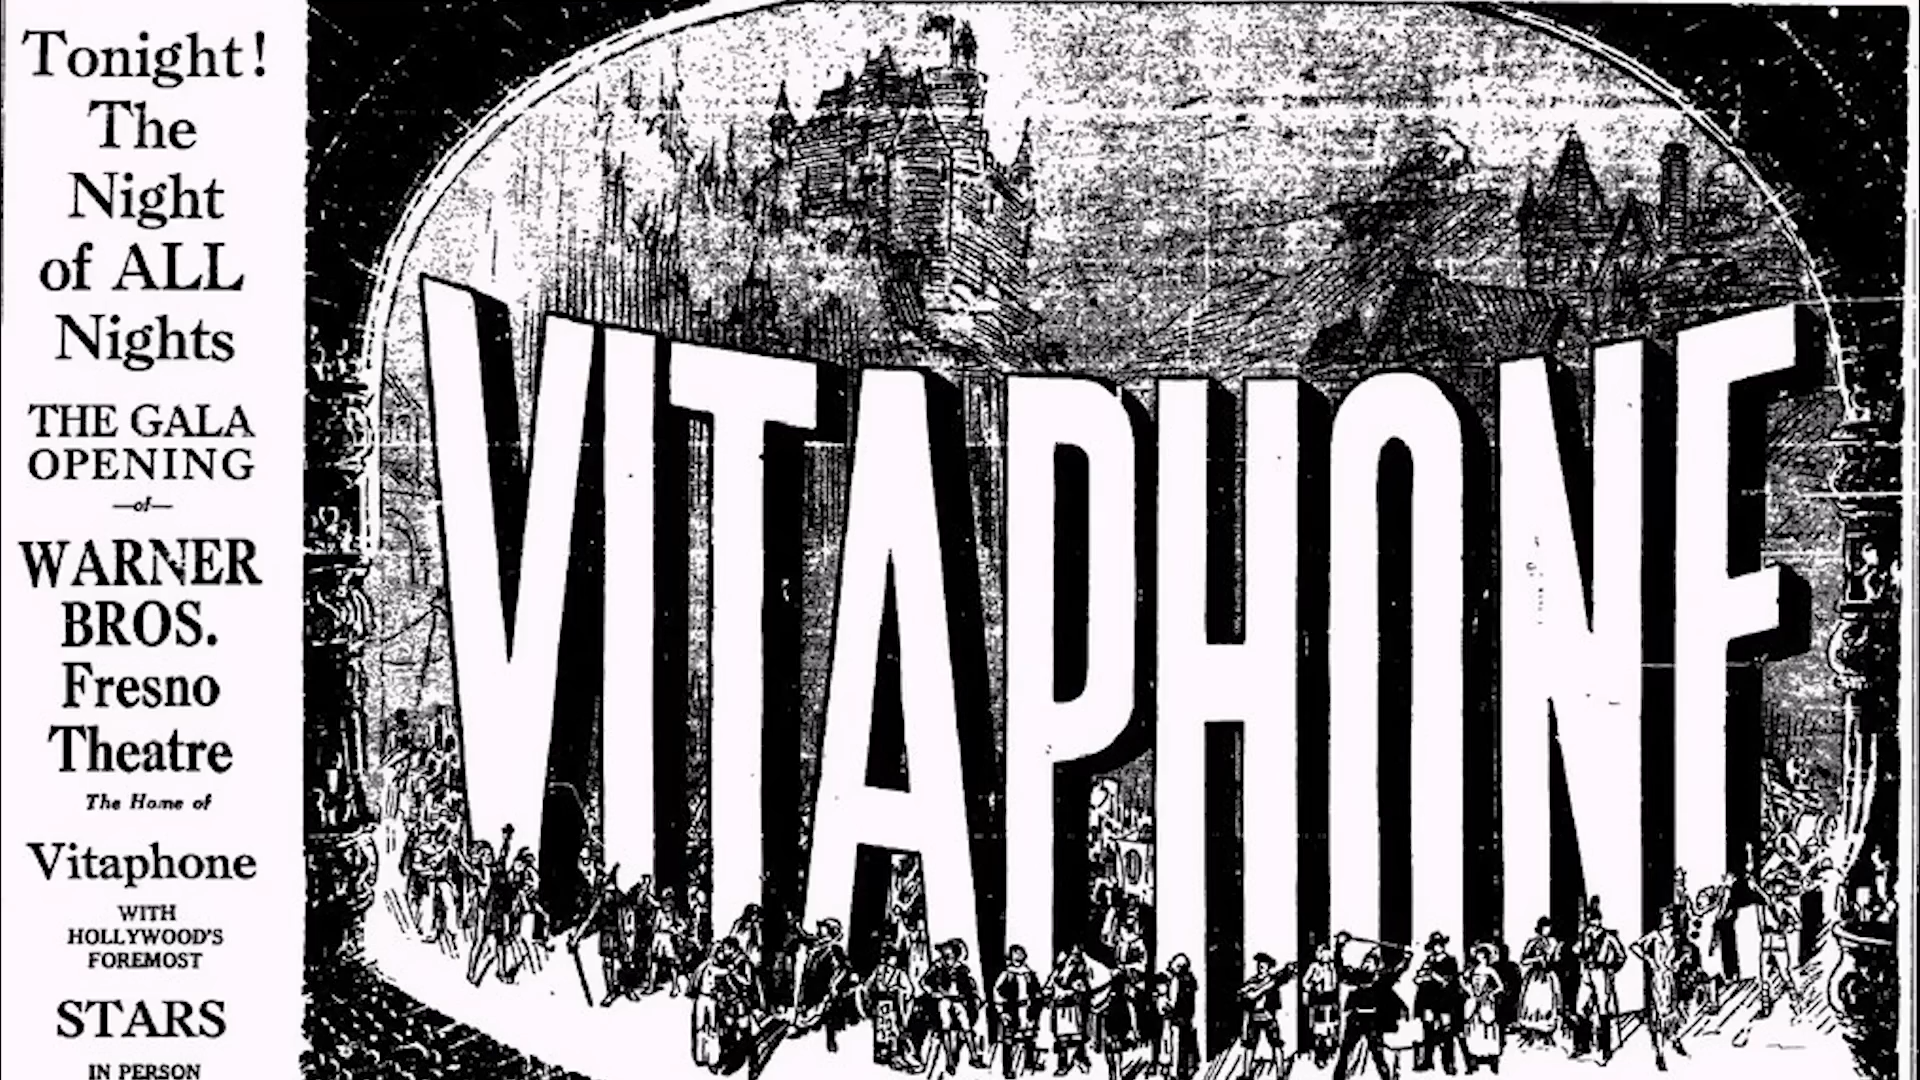 Tonight!
The
Night
of ALL
Nights
THE GALA
OPENING
—of—
WARNER
BROS.
Fresno
Theatre
The Home of
Vitaphone
WITH
HOLLYWOOD'S
FOREMOST
STARS
IN PERSON
VITAPHONE